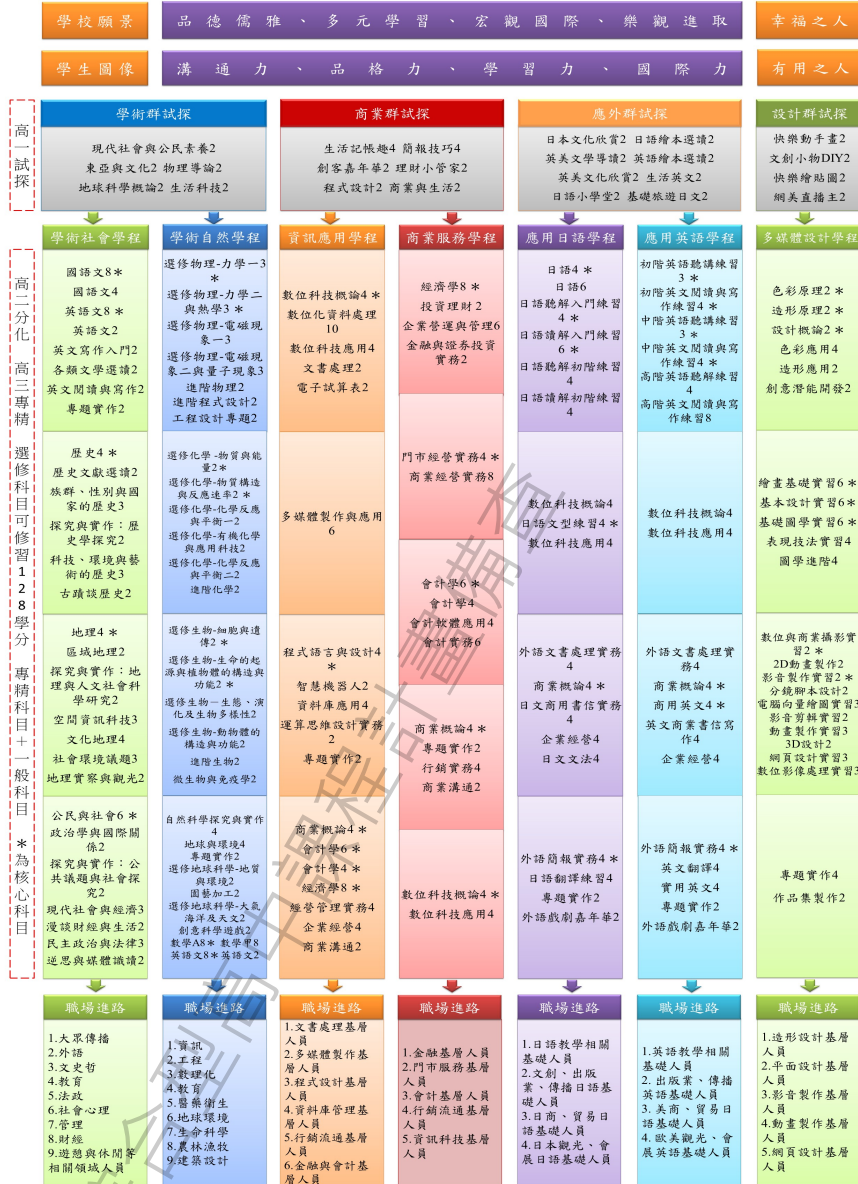 學校願景
品德儒雅、多元學習、宏觀國際、樂觀進取
幸福之人
學生圖像
溝通力、品格力、學習力、國際力
有用之人
高一試探
學術群試探
現代社會與公民素養2
東亞與文化2 物理導論2
地球科學概論2 生活科技2
商業群試探
生活記帳趣4 簡報技巧4
創客嘉年華2 理財小管家2
程式設計2 商業與生活2
應外群試探
日本文化欣賞2 日語繪本選讀2
英美文學導讀2 英語繪本選讀2
英美文化欣賞2 生活英文2
日語小學堂2 基礎旅遊日文2
設計群試探
快樂動手畫2
文創小物DIY2
快樂繪貼圖2
網美直播主2
高二分化 高三專精 選修科目可修習128學分 專精科目+一般科目 *為核心科目
學術社會學程
國語文8*
國語文4
英語文8*
英語文2
英文寫作入門2
各類文學選讀2
英文閱讀與寫作2
專題實作2
歷史4*
歷史文獻選讀2
族群、性別與國
家的歷史3
探究與實作:歷
史學探究2
科技、環境與藝
術的歷史3
古蹟談歷史2
地理4*
區域地理2
探究與實作:地
理與人文社會科
學研究2
空間資訊科技3
文化地理4
社會環境議題3
地理實察與觀光2
公民與社會6*
政治學與國際關
係2
探究與實作:公
共議題與社會探
究2
現代社會與經濟3
漫談財經與生活2
民主政治與法律3
逆思與媒體識讀2
職場進路
1.大眾傳播
2.外語
3.文史哲
4.教育
5.法政
6.社會心理
7.管理
8.財經
9.遊憩與休閒等
相關領域人員
學術自然學程
選修物理-力學一3
*
選修物理-力學二
與熱學3*
選修物理-電磁現
象一3
選修物理-電磁現
象二與量子現象3
進階物理2
進階程式設計2
工程設計專題2
選修化學-物質與能
量2*
選修化學-物質構造
與反應速率2*
選修化學-化學反應
與平衡一2
選修化學-有機化學
與應用科技2
選修化學-化學反應
與平衡二2
進階化學2
選修生物-細胞與遺
傳2*
選修生物-生命的起
源與植物體的構造與
功能2*
選修生物-生態、演
化及生物多樣性2
選修生物-動物體的
構造與功能2
進階生物2
微生物與免疫學2
自然科學探究與實作
4
地球與環境4
專題實作2
選修地球科學-地質
與環境2
園藝加工2
選修地球科學-大氣
海洋及天文2
創意科學遊戲2
數學A8* 數學甲8
英語文8* 英語文2
職場進路
1.資訊
2.工程
3.數理化
4.教育
5.醫藥衛生
6.地球環境
7.生命科學
8.農林漁牧
9.建築設計
資訊應用學程
數位科技概論4*
數位化資料處理
10
數位科技應用4
文書處理2
電子試算表2
多媒體製作與應用
6
程式語言與設計4
*
智慧機器人2
資料庫應用4
運算思維設計實務
2
專題實作2
商業概論4*
會計學6*
會計學4
經濟學8*
經營管理實務4
企業經營4
商業溝通2
職場進路
1.文書處理基層
人員
2.多媒體製作基
層人員
3.程式設計基層
人員
4.資料庫管理基
層人員
5.行銷流通基層
人員
6.金融與會計基
層人員
商業服務學程
經濟學8*
投資理財2
企業營運與管理6
金融與證券投資
實務2
門市經營實務4*
商業經營實務8
會計學6*
會計學4
會計軟體應用4
會計實務6
商業概論4*
專題實作2
行銷實務4
商業溝通2
數位科技概論4*
數位科技應用4
職場進路
1.金融基層人員
2.門市服務基層
人員
3.會計基層人員
4.行銷流通基層
人員
5.資訊科技基層
人員
應用日語學程
日語4*
日語6
日語聽解入門練習
4*
日語讀解入門練習
6*
日語聽解初階練習
4
日語讀解初階練習
4
數位科技概論4
日語文型練習4*
數位科技應用4
外語文書處理實務
4
商業概論4*
日文商用書信實務
4
企業經營4
日文文法4
外語簡報實務4*
日語翻譯練習4
專題實作2
外語戲劇嘉年華2
職場進路
1.日語教學相關
基礎人員
2.文創、出版
業、傳播日語基
礎人員
3.日商、貿易日
語基礎人員
4.日本觀光、會
展日語基礎人員
應用英語學程
初階英語聽講練習
3*
初階英文閱讀與寫
作練習4*
中階英語聽講練習
3*
中階英文閱讀與寫
作練習4*
高階英語聽解練習
4
高階英文閱讀與寫
作練習8
數位科技概論4
數位科技應用4
外語文書處理實
務4
商業概論4*
商用英文4*
英文商業書信寫
作4
企業經營4
外語簡報實務4*
英文翻譯4
實用英文4
專題實作2
外語戲劇嘉年華2
職場進路
1.英語教學相關
基礎人員
2.出版業、傳播
英語基礎人員
3.美商、貿易日
語基礎人員
4.歐美觀光、會
展英語基礎人員
多媒體設計學程
色彩原理2*
造形原理2*
設計概論2*
色彩應用4
造形應用2
創意潛能開發2
繪畫基礎實習6*
基本設計實習6*
基礎圖學實習6*
表現技法實習4
圖學進階4
數位與商業攝影實
習2*
2D動畫製作2
影音製作實習2*
分鏡腳本設計2
電腦向量繪圖實習3
影音剪輯實習2
動畫製作實習3
3D設計2
網頁設計實習3
數位影像處理實習3
專題實作4
作品集製作2
職場進路
1.造形設計基層
人員
2.平面設計基層
人員
3.影音製作基層
人員
4.動畫製作基層
人員
5.網頁設計基層
人員
合型高中課程計畫備查